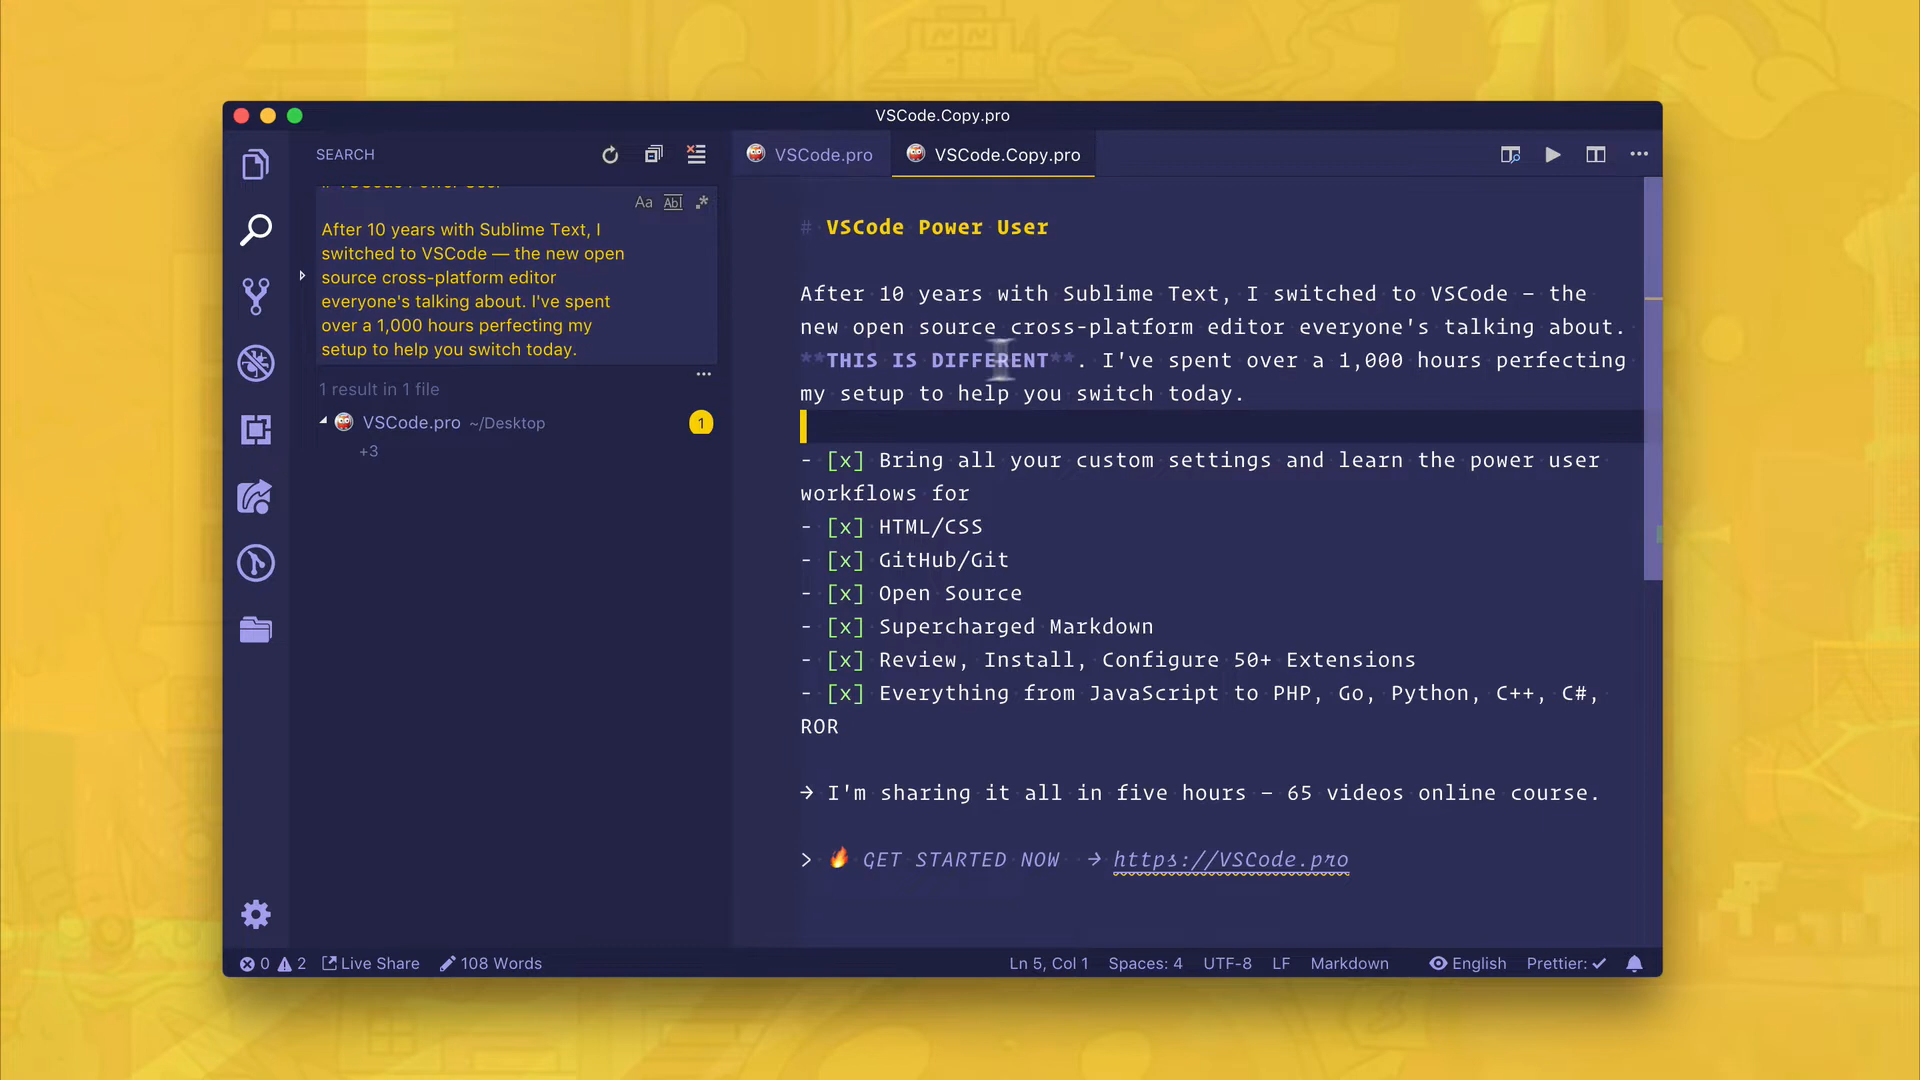 VSCode.Copy.pro
SEARCH
VSCode.pro
VSCode.Copy.pro
# VSCode Power User
Aa Abl .*
After 10 years with Sublime Text, I
switched to VSCode — the new open
source cross-platform editor
everyone's talking about. I've spent
over a 1,000 hours perfecting my
setup to help you switch today.
1 result in 1 file
VSCode.pro ~/Desktop
1
+3
# VSCode Power User
After 10 years with Sublime Text, I switched to VSCode — the
new open source cross-platform editor everyone's talking about.
**THIS IS DIFFERENT**. I've spent over a 1,000 hours perfecting
my setup to help you switch today.
- [x] Bring all your custom settings and learn the power user
workflows for
- [x] HTML/CSS
- [x] GitHub/Git
- [x] Open Source
- [x] Supercharged Markdown
- [x] Review, Install, Configure 50+ Extensions
- [x] Everything from JavaScript to PHP, Go, Python, C++, C#,
ROR
→ I'm sharing it all in five hours — 65 videos online course.
> 🔥 GET STARTED NOW → https://VSCode.pro
0 2 Live Share 108 Words
Ln 5, Col 1 Spaces: 4 UTF-8 LF Markdown English Prettier: ✓